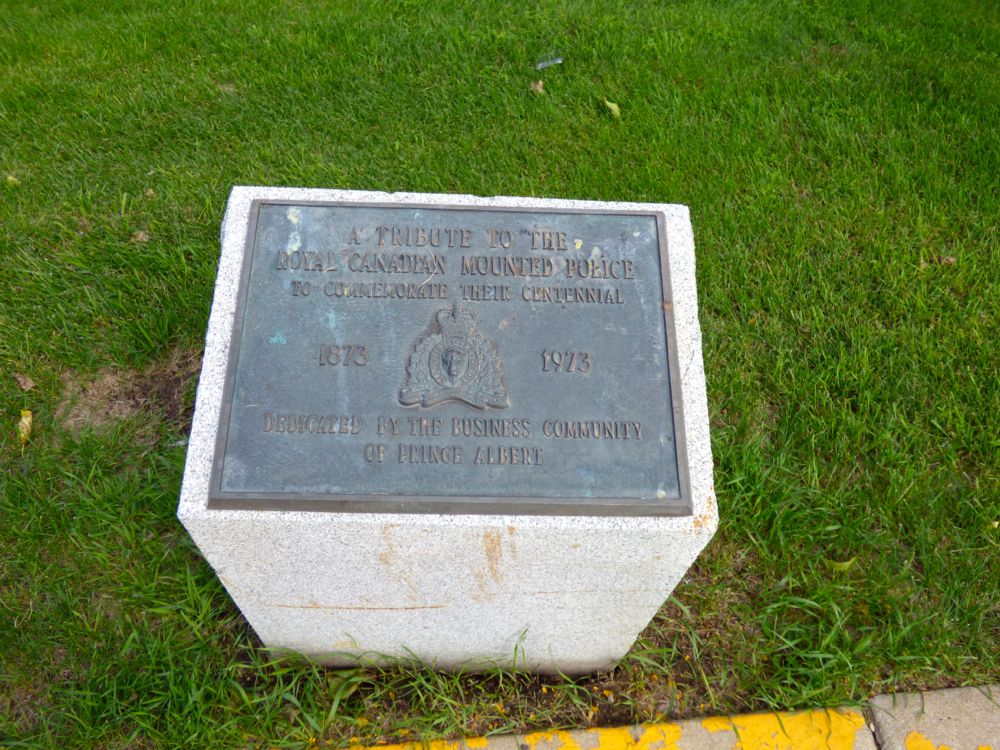 A TRIBUTE TO THE
ROYAL CANADIAN MOUNTED POLICE
TO COMMEMORATE THEIR CENTENNIAL
1873 1973
DEDICATED BY THE BUSINESS COMMUNITY
OF PRINCE ALBERT